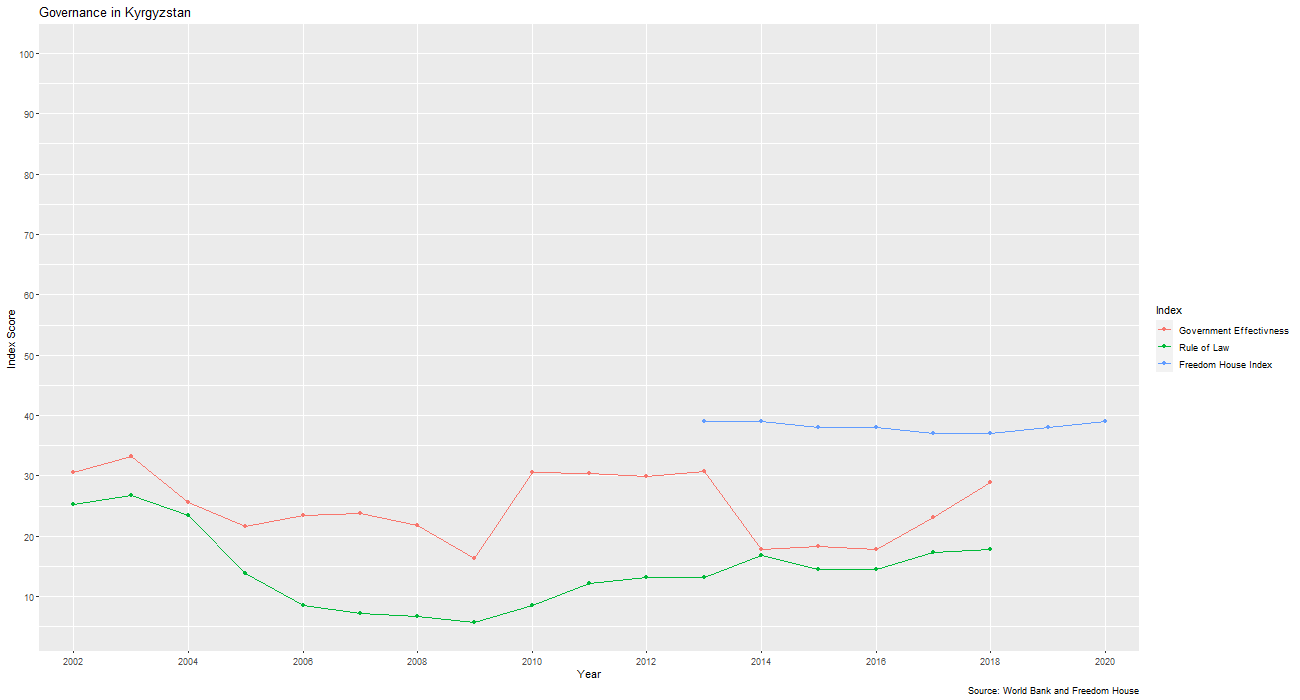 Governance in Kyrgyzstan
100
90
80
70
60
50
40
30
20
10
Index Score
2002 2004 2006 2008 2010 2012 2014 2016 2018 2020
Year
Index
Government Effectivness
Rule of Law
Freedom House Index
Source: World Bank and Freedom House